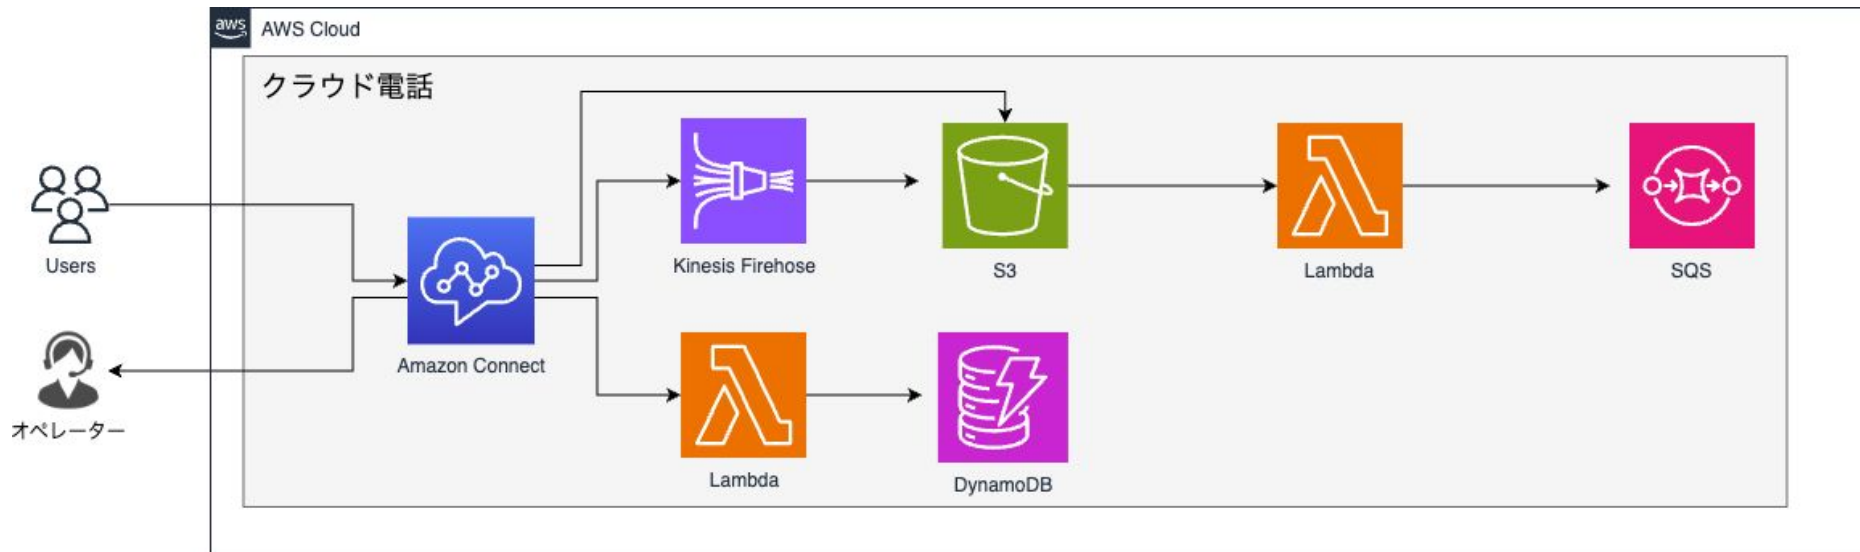 aws
AWS Cloud
クラウド電話
Users
Kinesis Firehose
S3
Lambda
SQS
Amazon Connect
オペレーター
Lambda
DynamoDB